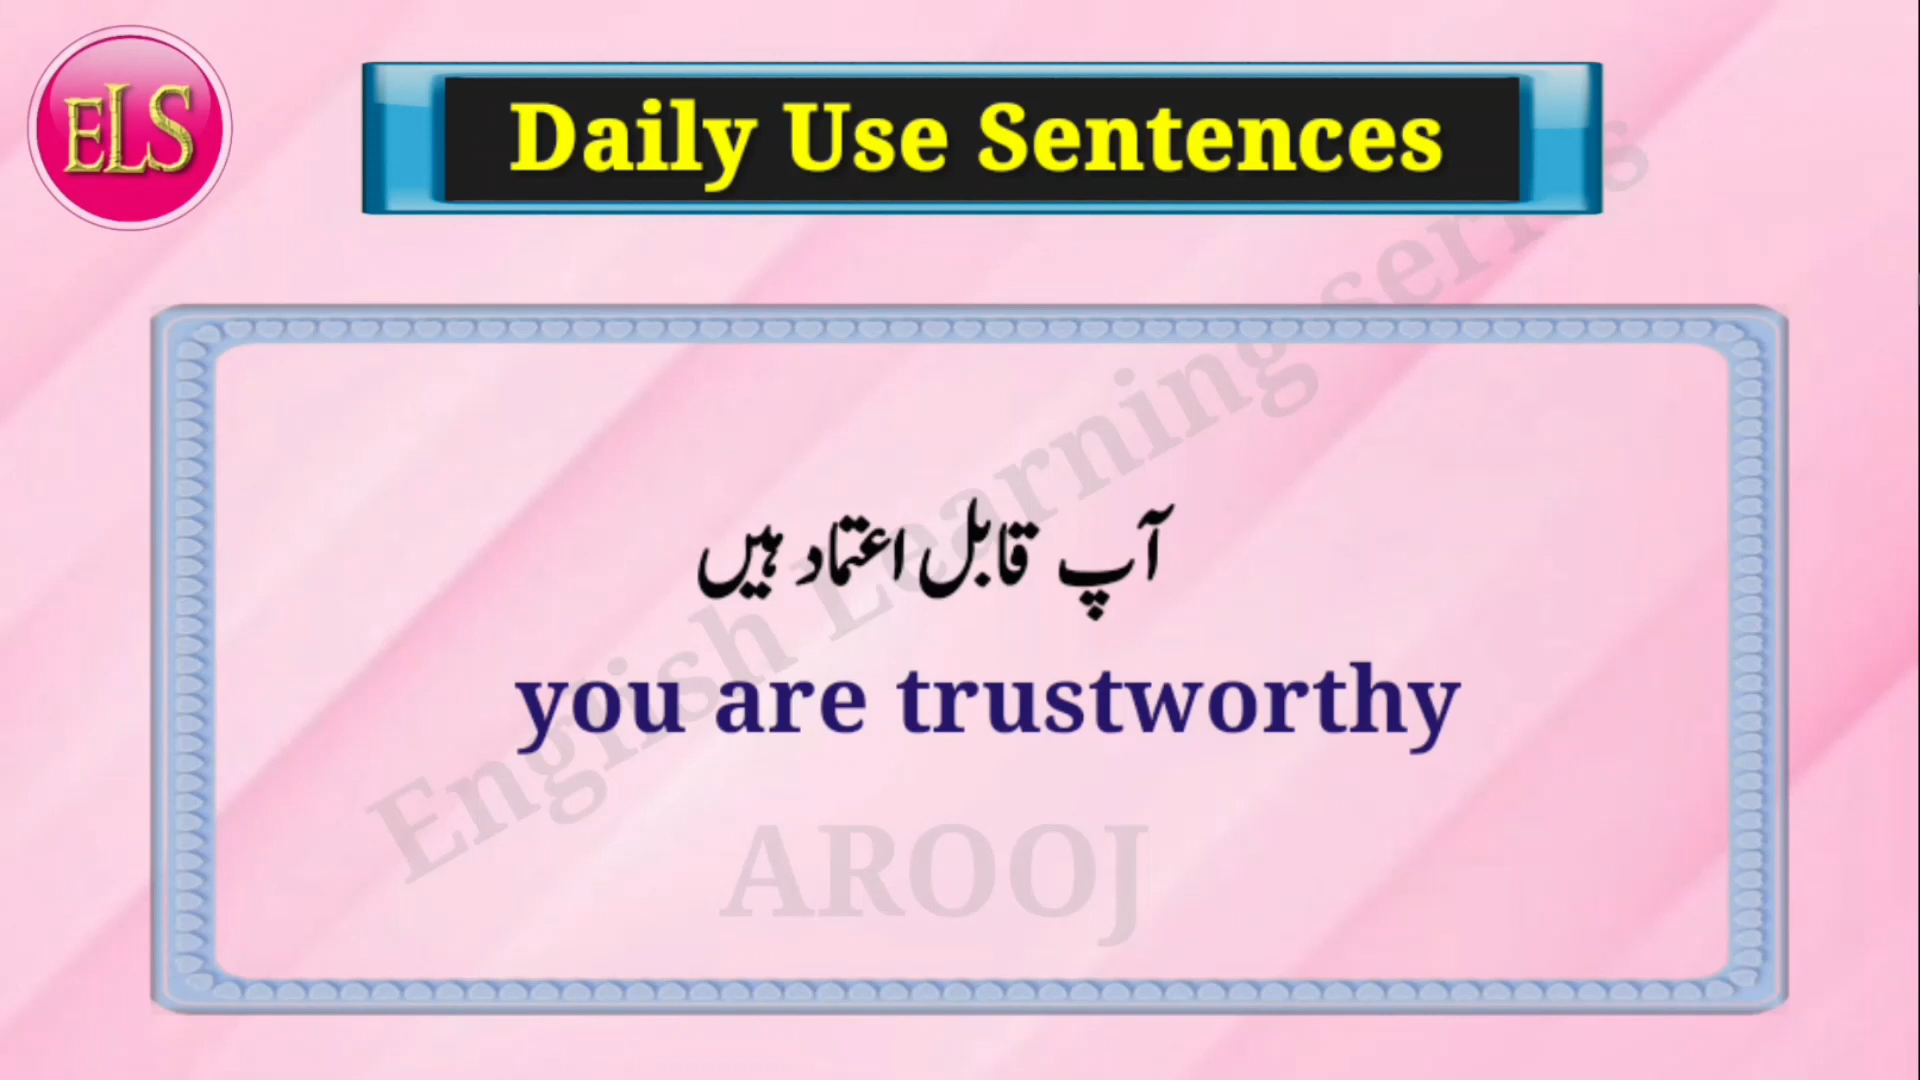 ELS
Daily Use Sentences
آپ قابل اعتماد ہیں
you are trustworthy
English Learning series
AROOJ